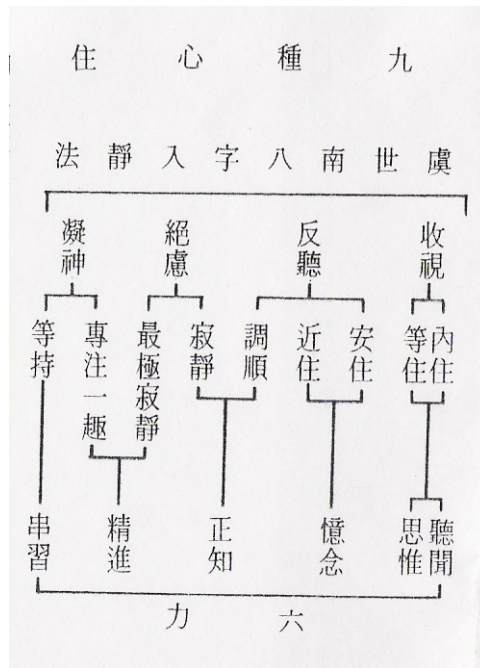 九種心住
虞世南八字入靜法
收視
反聽
絕慮
凝神
內住
等住
安住
近住
調順
寂靜
最極寂靜
專注一趣
等持
聽聞
思惟
憶念
正知
精進
串習
六力